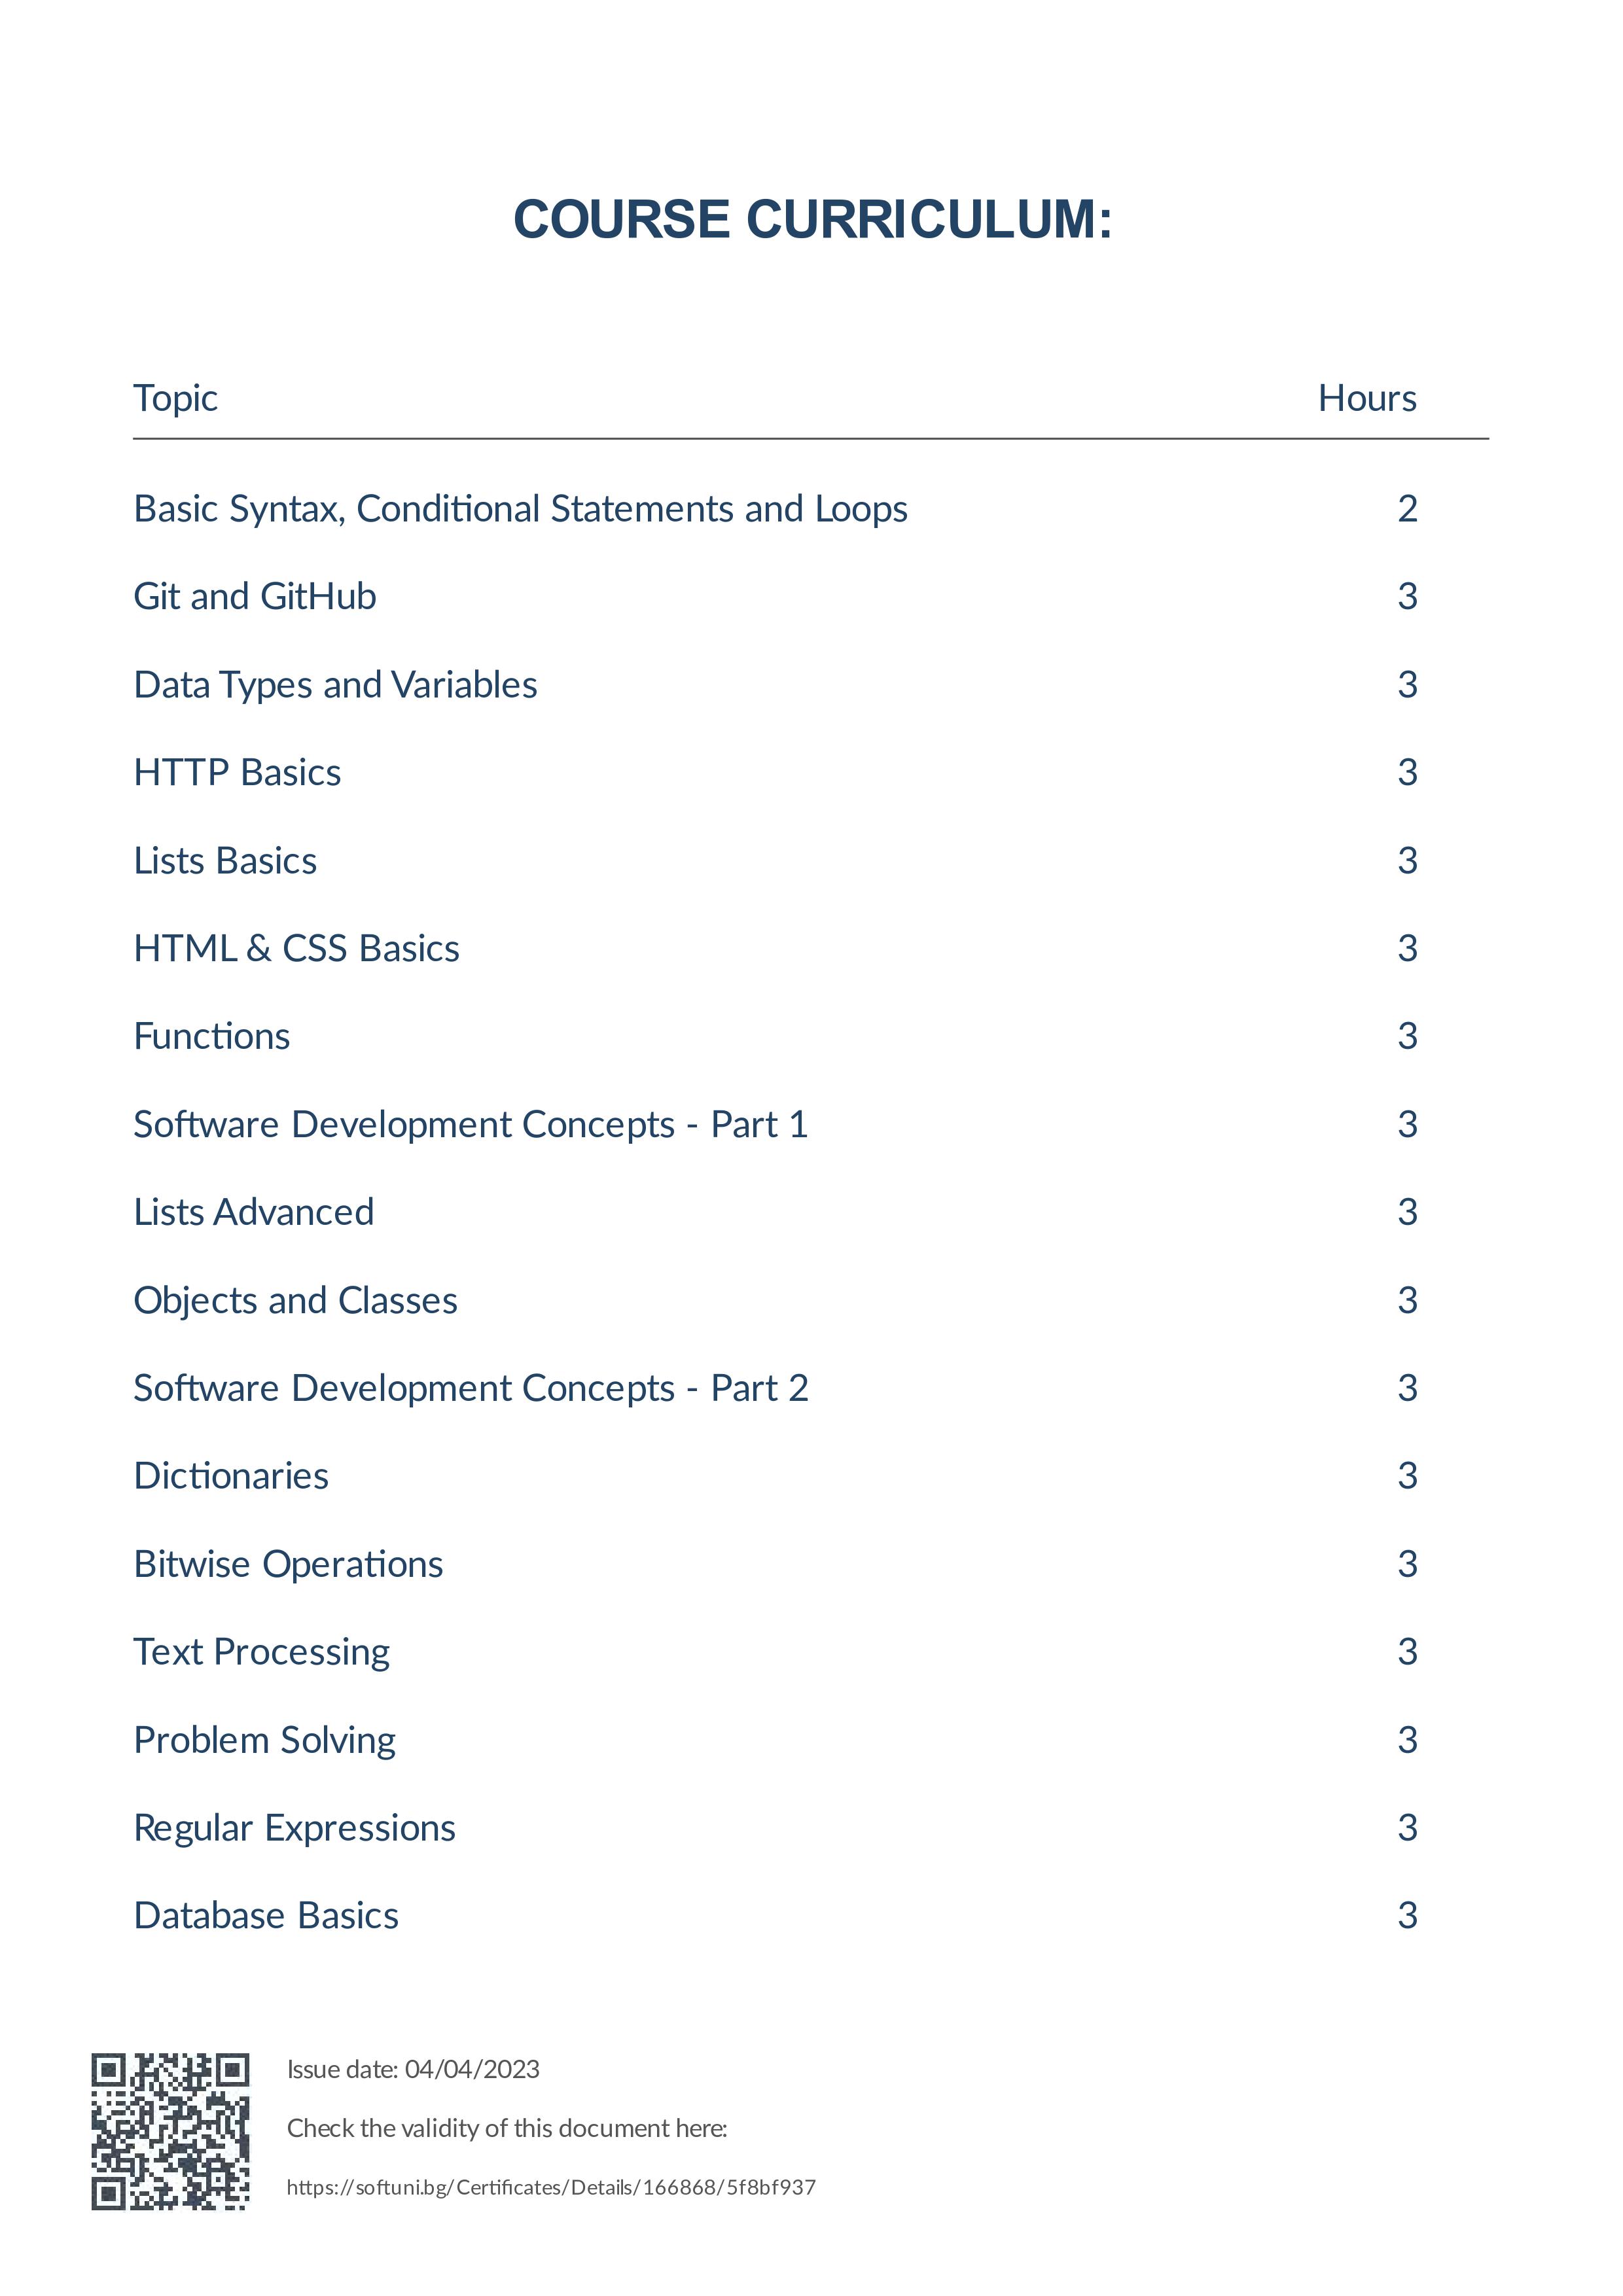 COURSE CURRICULUM:
Topic Hours
Basic Syntax, Conditional Statements and Loops 2
Git and GitHub 3
Data Types and Variables 3
HTTP Basics 3
Lists Basics 3
HTML & CSS Basics 3
Functions 3
Software Development Concepts - Part 1 3
Lists Advanced 3
Objects and Classes 3
Software Development Concepts - Part 2 3
Dictionaries 3
Bitwise Operations 3
Text Processing 3
Problem Solving 3
Regular Expressions 3
Database Basics 3
Issue date: 04/04/2023
Check the validity of this document here:
https://softuni.bg/Certificates/Details/166868/5f8bf937